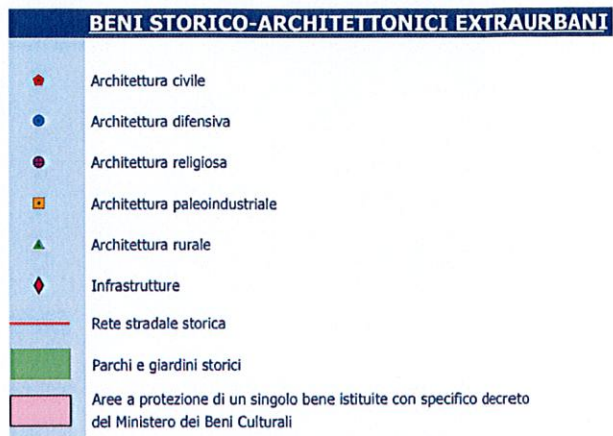 BENI STORICO-ARCHITETTONICI EXTRAURBANI
Architettura civile
Architettura difensiva
Architettura religiosa
Architettura paleoindustriale
Architettura rurale
Infrastrutture
Rete stradale storica
Parchi e giardini storici
Aree a protezione di un singolo bene istituite con specifico decreto
del Ministero dei Beni Culturali